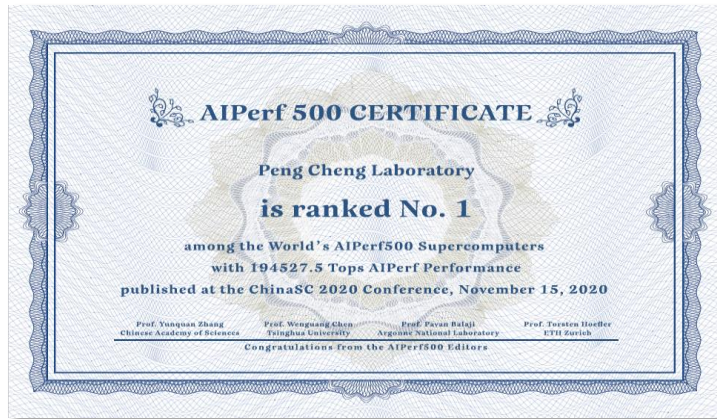 AIPerf 500 CERTIFICATE
Peng Cheng Laboratory
is ranked No. 1
among the World's AIPerf500 Supercomputers
with 194527.5 Tops AIPerf Performance
published at the ChinaSC 2020 Conference, November 15, 2020
Prof. Yunquan Zhang Prof. Wenguang Chen Prof. Pavan Balaji Prof. Torsten Hoefler
Chinese Academy of Sciences Tsinghua University Argonne National Laboratory ETH Zurich
Congratulations from the AIPerf500 Editors